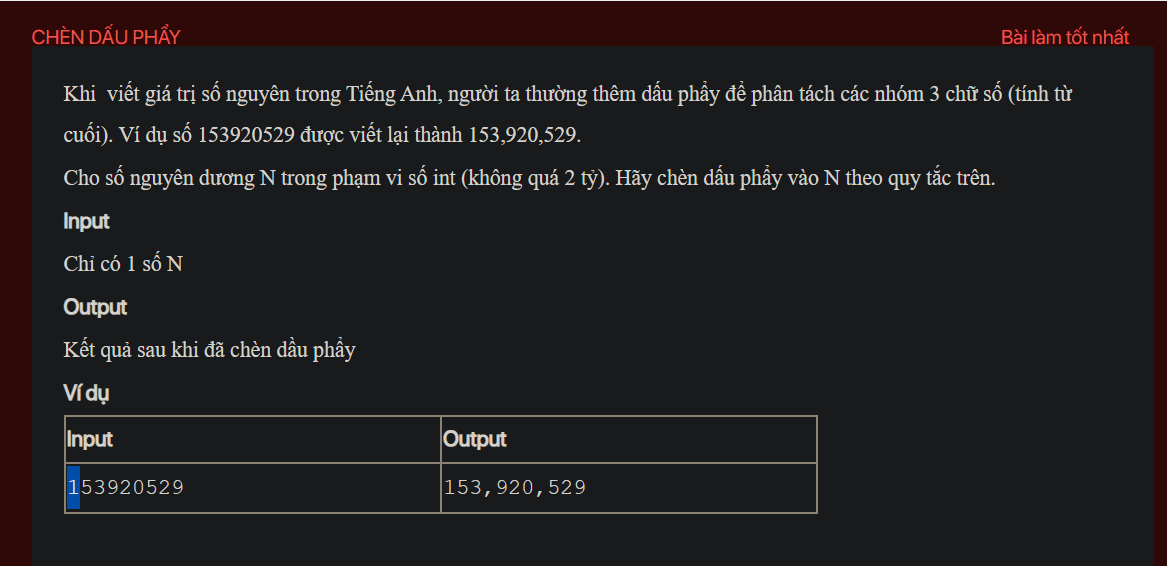 CHÈN DẤU PHẨY
Bài làm tốt nhất
Khi viết giá trị số nguyên trong Tiếng Anh, người ta thường thêm dấu phẩy để phân tách các nhóm 3 chữ số (tính từ
cuối). Ví dụ số 153920529 được viết lại thành 153,920,529.
Cho số nguyên dương N trong phạm vi số int (không quá 2 tỷ). Hãy chèn dấu phẩy vào N theo quy tắc trên.
Input
Chỉ có 1 số N
Output
Kết quả sau khi đã chèn dầu phẩy
Ví dụ
Input Output
153920529 153,920,529